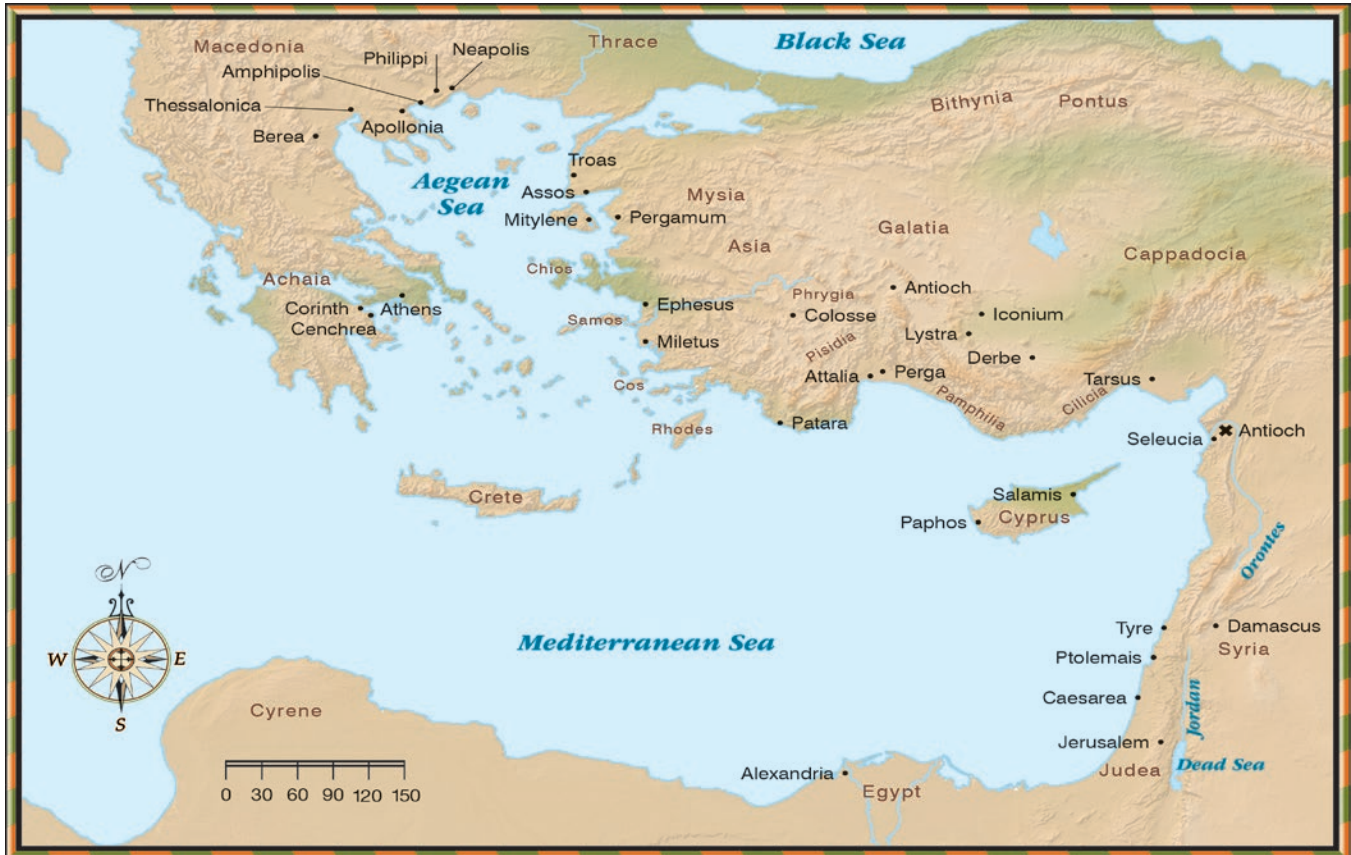 Macedonia
Thrace
Black Sea
Neapolis
Philippi
Amphipolis
Thessalonica
Apollonia
Berea
Bithynia
Pontus
Troas
Aegean
Sea
Assos
Mysia
Mitylene
Pergamum
Galatia
Asia
Cappadocia
Chios
Achaia
Phrygia
Antioch
Corinth
Athens
Ephesus
Colosse
Iconium
Cenchrea
Samos
Lystra
Miletus
Pisidia
Derbe
Attalia
Perga
Tarsus
Cos
Pamphilia
Cilicia
Rhodes
Patara
Seleucia
Antioch
Crete
Salamis
Paphos
Cyprus
Orontes
N
W
E
S
Mediterranean Sea
Tyre
Damascus
Syria
Ptolemais
Caesarea
Jordan
Cyrene
Jerusalem
Dead Sea
Judea
Alexandria
Egypt
0 30 60 90 120 150